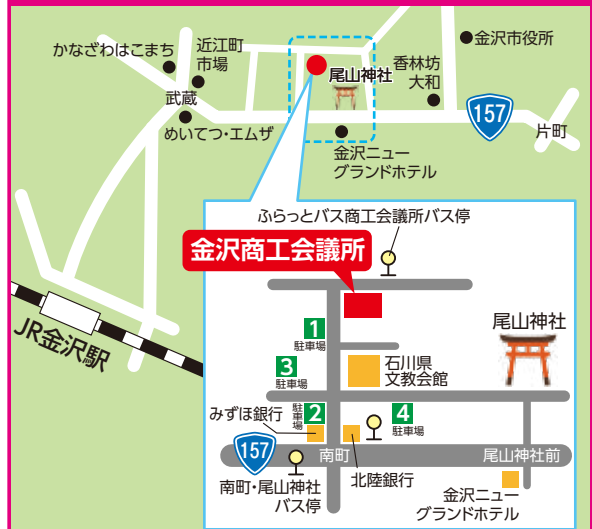 金沢市役所
かなざわはこまち
近江町
市場
香林坊
大和
尾山神社
武蔵
めいてつ・エムザ
157
片町
金沢ニュー
グランドホテル
ふらっとバス商工会議所バス停
金沢商工会議所
JR金沢駅
尾山神社
1
駐車場
3
駐車場
石川県
文教会館
みずほ銀行
駐車場
2
4
駐車場
157
南町
尾山神社前
南町・尾山神社
バス停
北陸銀行
金沢ニュー
グランドホテル